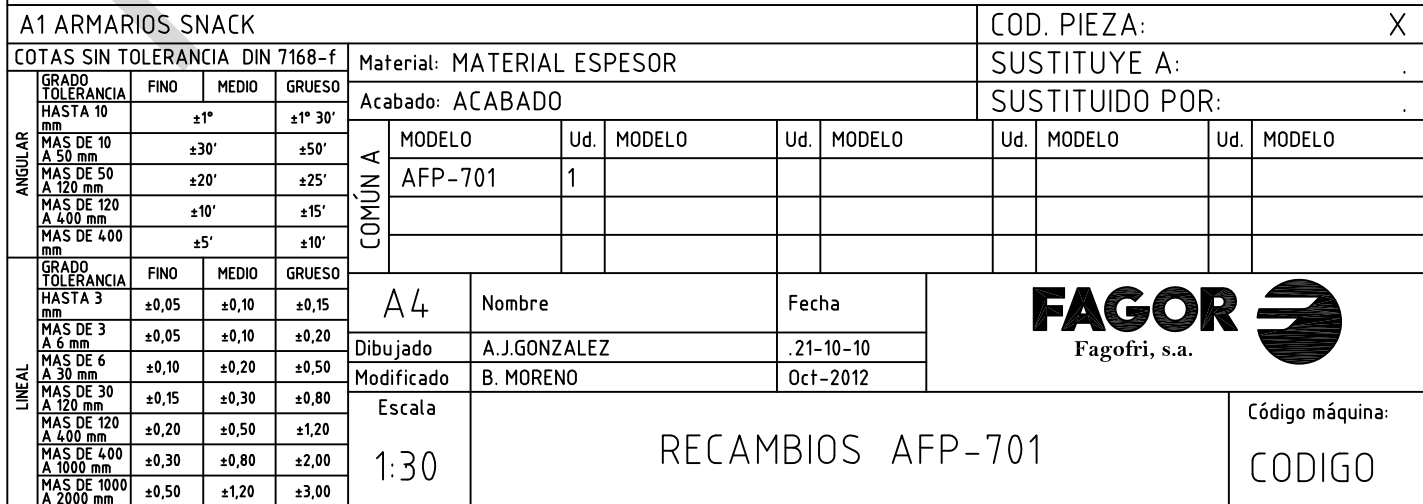 A1 ARMARIOS SNACK
COD. PIEZA: X
COTAS SIN TOLERANCIA DIN 7168-f
Material: MATERIAL ESPESOR
SUSTITUYE A: .
Acabado: ACABADO
SUSTITUIDO POR: .
ANGULAR
GRADO TOLERANCIA FINO MEDIO GRUESO
HASTA 10 mm ±1° ±1° 30'
MAS DE 10 A 50 mm ±30' ±50'
MAS DE 50 A 120 mm ±20' ±25'
MAS DE 120 A 400 mm ±10' ±15'
MAS DE 400 mm ±5' ±10'
LINEAL
GRADO TOLERANCIA FINO MEDIO GRUESO
HASTA 3 mm ±0,05 ±0,10 ±0,15
MAS DE 3 A 6 mm ±0,05 ±0,10 ±0,20
MAS DE 6 A 30 mm ±0,10 ±0,20 ±0,50
MAS DE 30 A 120 mm ±0,15 ±0,30 ±0,80
MAS DE 120 A 400 mm ±0,20 ±0,50 ±1,20
MAS DE 400 A 1000 mm ±0,30 ±0,80 ±2,00
MAS DE 1000 A 2000 mm ±0,50 ±1,20 ±3,00
COMÚN A
MODELO Ud. MODELO Ud. MODELO Ud. MODELO Ud. MODELO
AFP-701 1
A4 Nombre Fecha
Dibujado A.J.GONZALEZ .21-10-10
Modificado B. MORENO Oct-2012
FAGOR
Fagofri, s.a.
Escala
1:30
RECAMBIOS AFP-701
Código máquina:
CODIGO